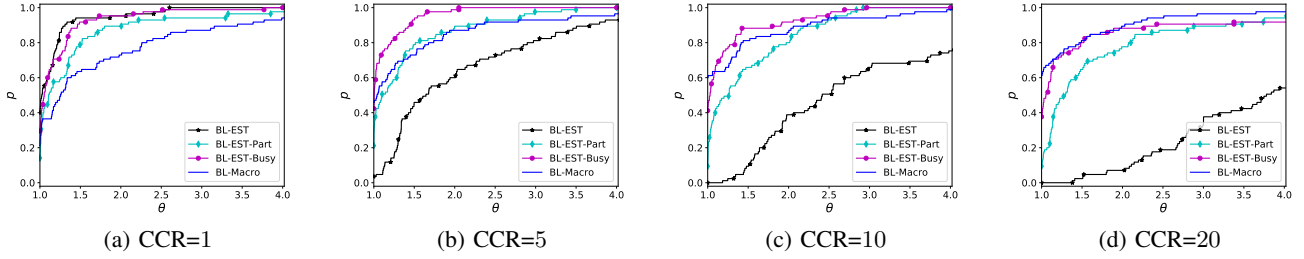 1.0
0.8
0.6
0.4
0.2
0.0
p
1.0 1.5 2.0 2.5 3.0 3.5 4.0
θ
BL-EST
BL-EST-Part
BL-EST-Busy
BL-Macro
(a) CCR=1
1.0
0.8
0.6
0.4
0.2
0.0
p
1.0 1.5 2.0 2.5 3.0 3.5 4.0
θ
BL-EST
BL-EST-Part
BL-EST-Busy
BL-Macro
(b) CCR=5
1.0
0.8
0.6
0.4
0.2
0.0
p
1.0 1.5 2.0 2.5 3.0 3.5 4.0
θ
BL-EST
BL-EST-Part
BL-EST-Busy
BL-Macro
(c) CCR=10
1.0
0.8
0.6
0.4
0.2
0.0
p
1.0 1.5 2.0 2.5 3.0 3.5 4.0
θ
BL-EST
BL-EST-Part
BL-EST-Busy
BL-Macro
(d) CCR=20